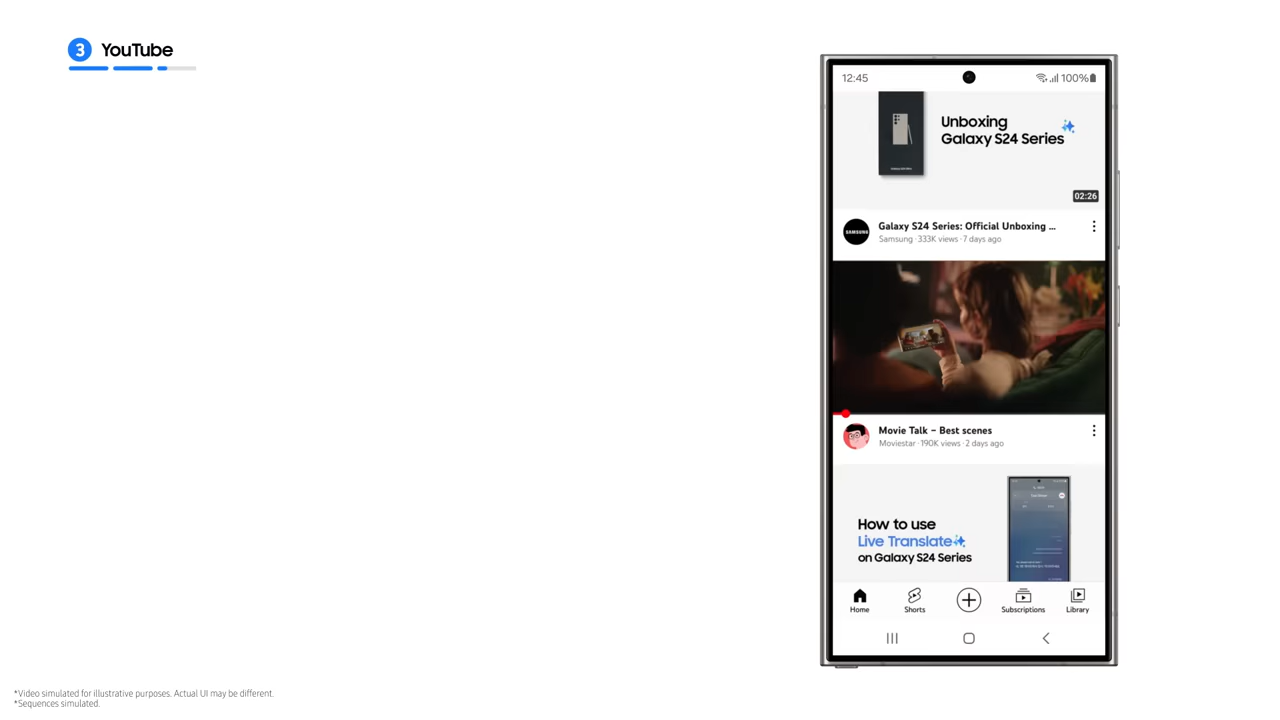 3 YouTube
12:45
100%
Unboxing
Galaxy S24 Series
02:26
SAMSUNG
Galaxy S24 Series: Official Unboxing ...
Samsung · 333K views · 7 days ago
Movie Talk – Best scenes
Moviestar · 190K views · 2 days ago
How to use
Live Translate
on Galaxy S24 Series
Home
Shorts
Subscriptions
Library
*Video simulated for illustrative purposes. Actual UI may be different.
*Sequences simulated.